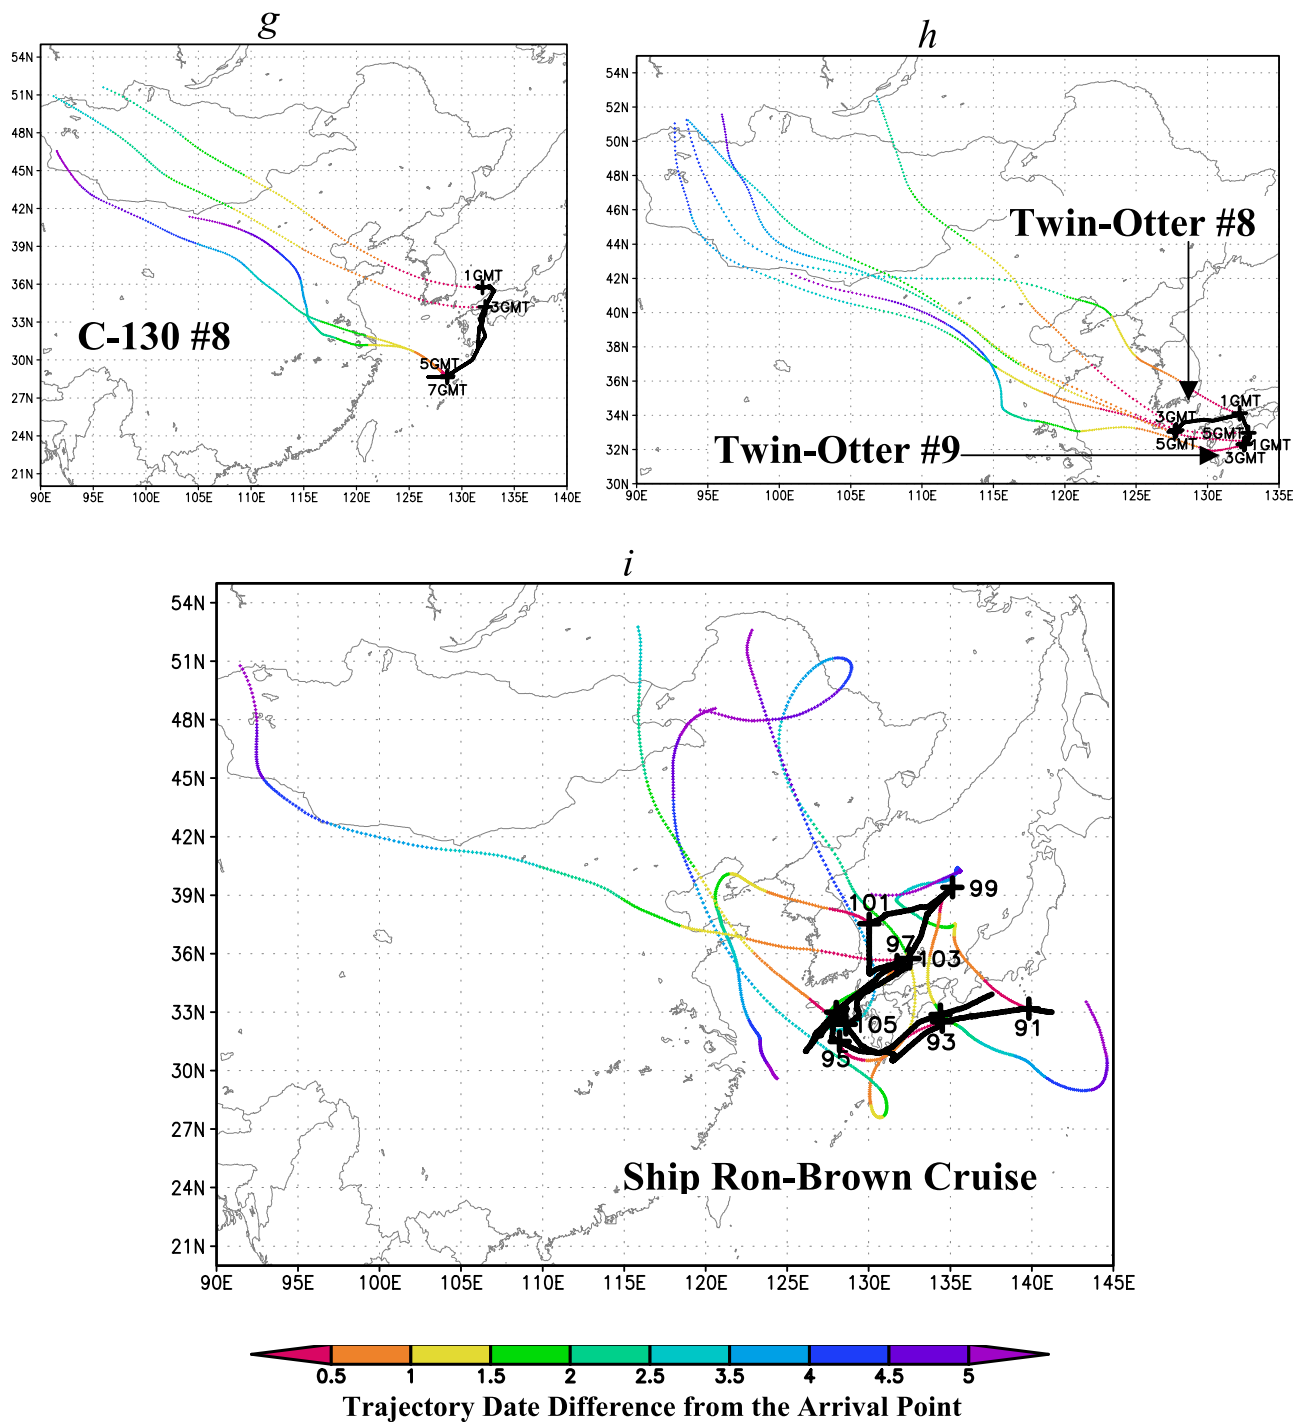 g
54N
51N
48N
45N
42N
39N
36N
33N
30N
27N
24N
21N
90E 95E 100E 105E 110E 115E 120E 125E 130E 135E 140E
1GMT
3GMT
5GMT
7GMT
C-130 #8
h
54N
52N
50N
48N
46N
44N
42N
40N
38N
36N
34N
32N
30N
90E 95E 100E 105E 110E 115E 120E 125E 130E 135E
Twin-Otter #8
1GMT
3GMT
5GMT
5GMT
1GMT
3GMT
Twin-Otter #9
i
54N
51N
48N
45N
42N
39N
36N
33N
30N
27N
24N
21N
90E 95E 100E 105E 110E 115E 120E 125E 130E 135E 140E 145E
99
101
97
103
105
95
93
91
Ship Ron-Brown Cruise
0.5 1 1.5 2 2.5 3 3.5 4 4.5 5
Trajectory Date Difference from the Arrival Point